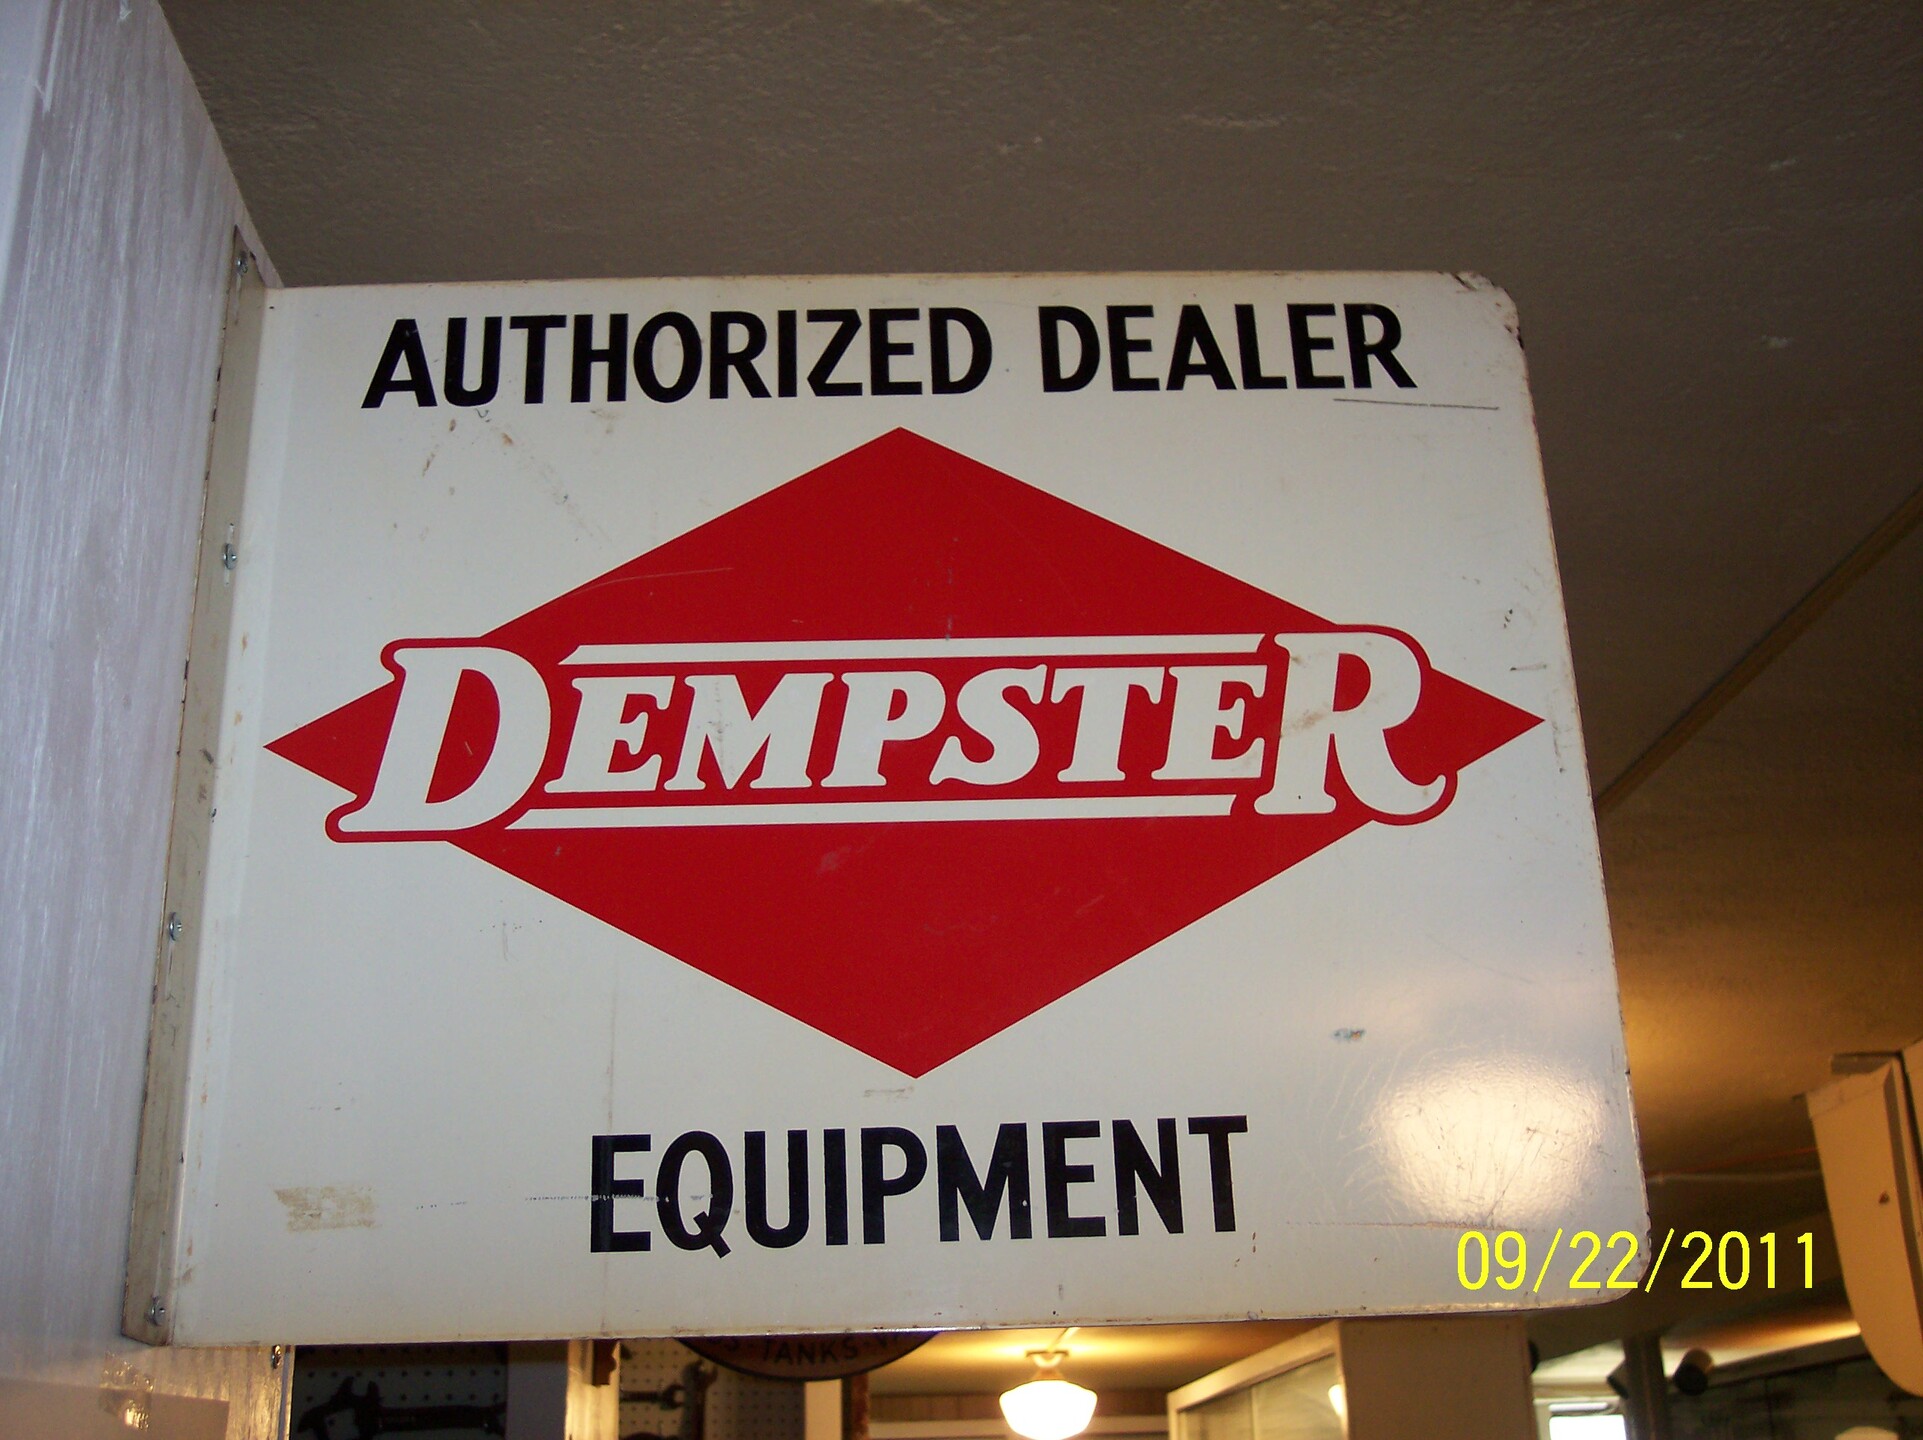 AUTHORIZED DEALER
DEMPSTER
EQUIPMENT
09/22/2011
TANKS